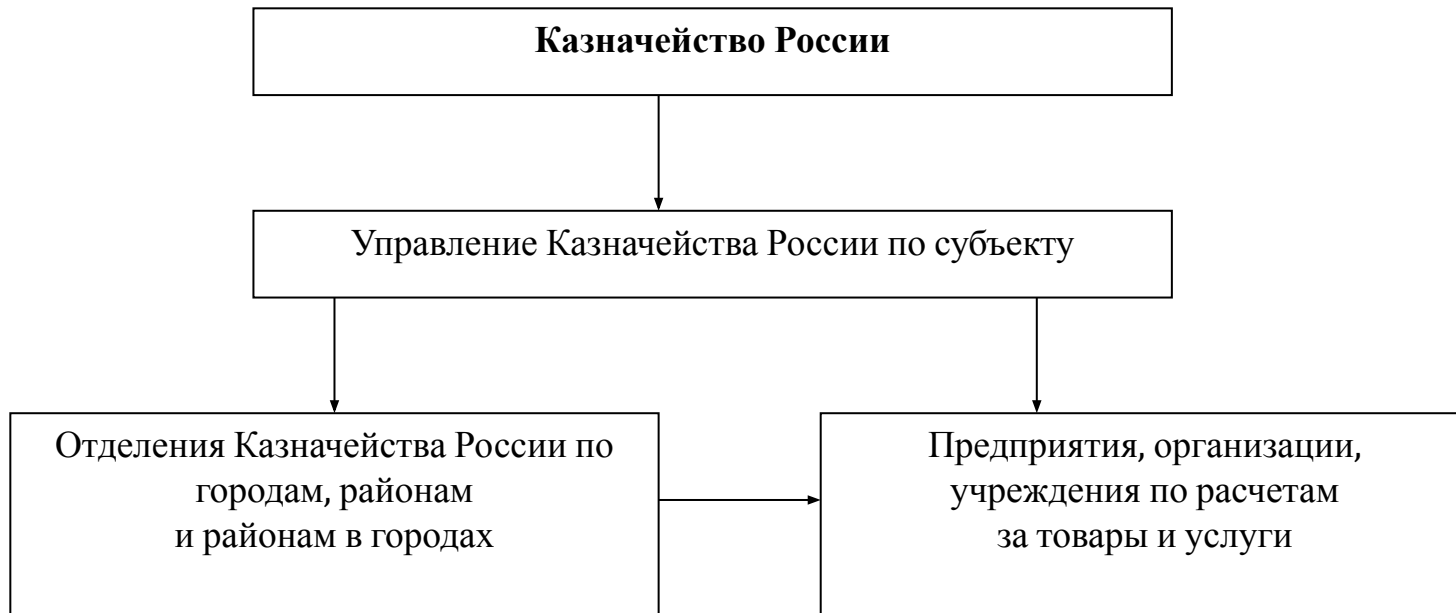 Казначейство России
Управление Казначейства России по субъекту
Отделения Казначейства России по
городам, районам
и районам в городах
Предприятия, организации,
учреждения по расчетам
за товары и услуги